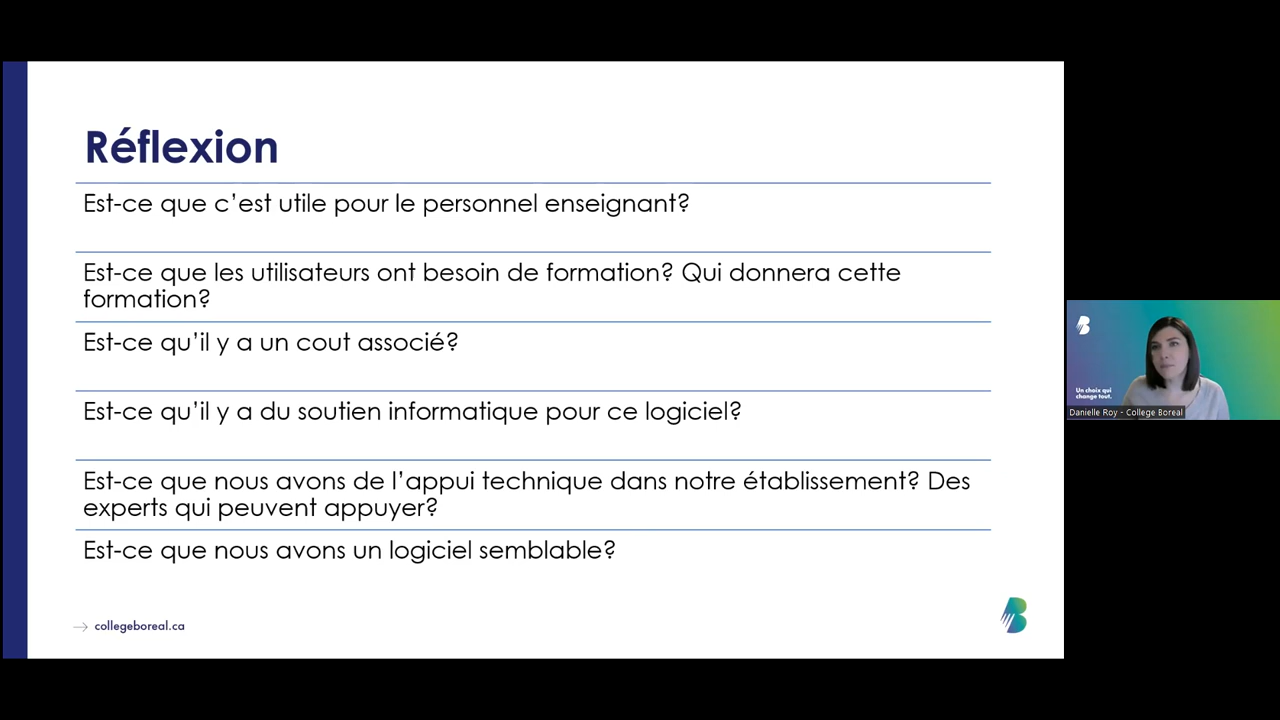 Réflexion
Est-ce que c’est utile pour le personnel enseignant?
Est-ce que les utilisateurs ont besoin de formation? Qui donnera cette
formation?
Est-ce qu’il y a un cout associé?
Est-ce qu’il y a du soutien informatique pour ce logiciel?
Est-ce que nous avons de l’appui technique dans notre établissement? Des
experts qui peuvent appuyer?
Est-ce que nous avons un logiciel semblable?
collegeboreal.ca
Un choix qui
change tout.
Danielle Roy - College Boreal